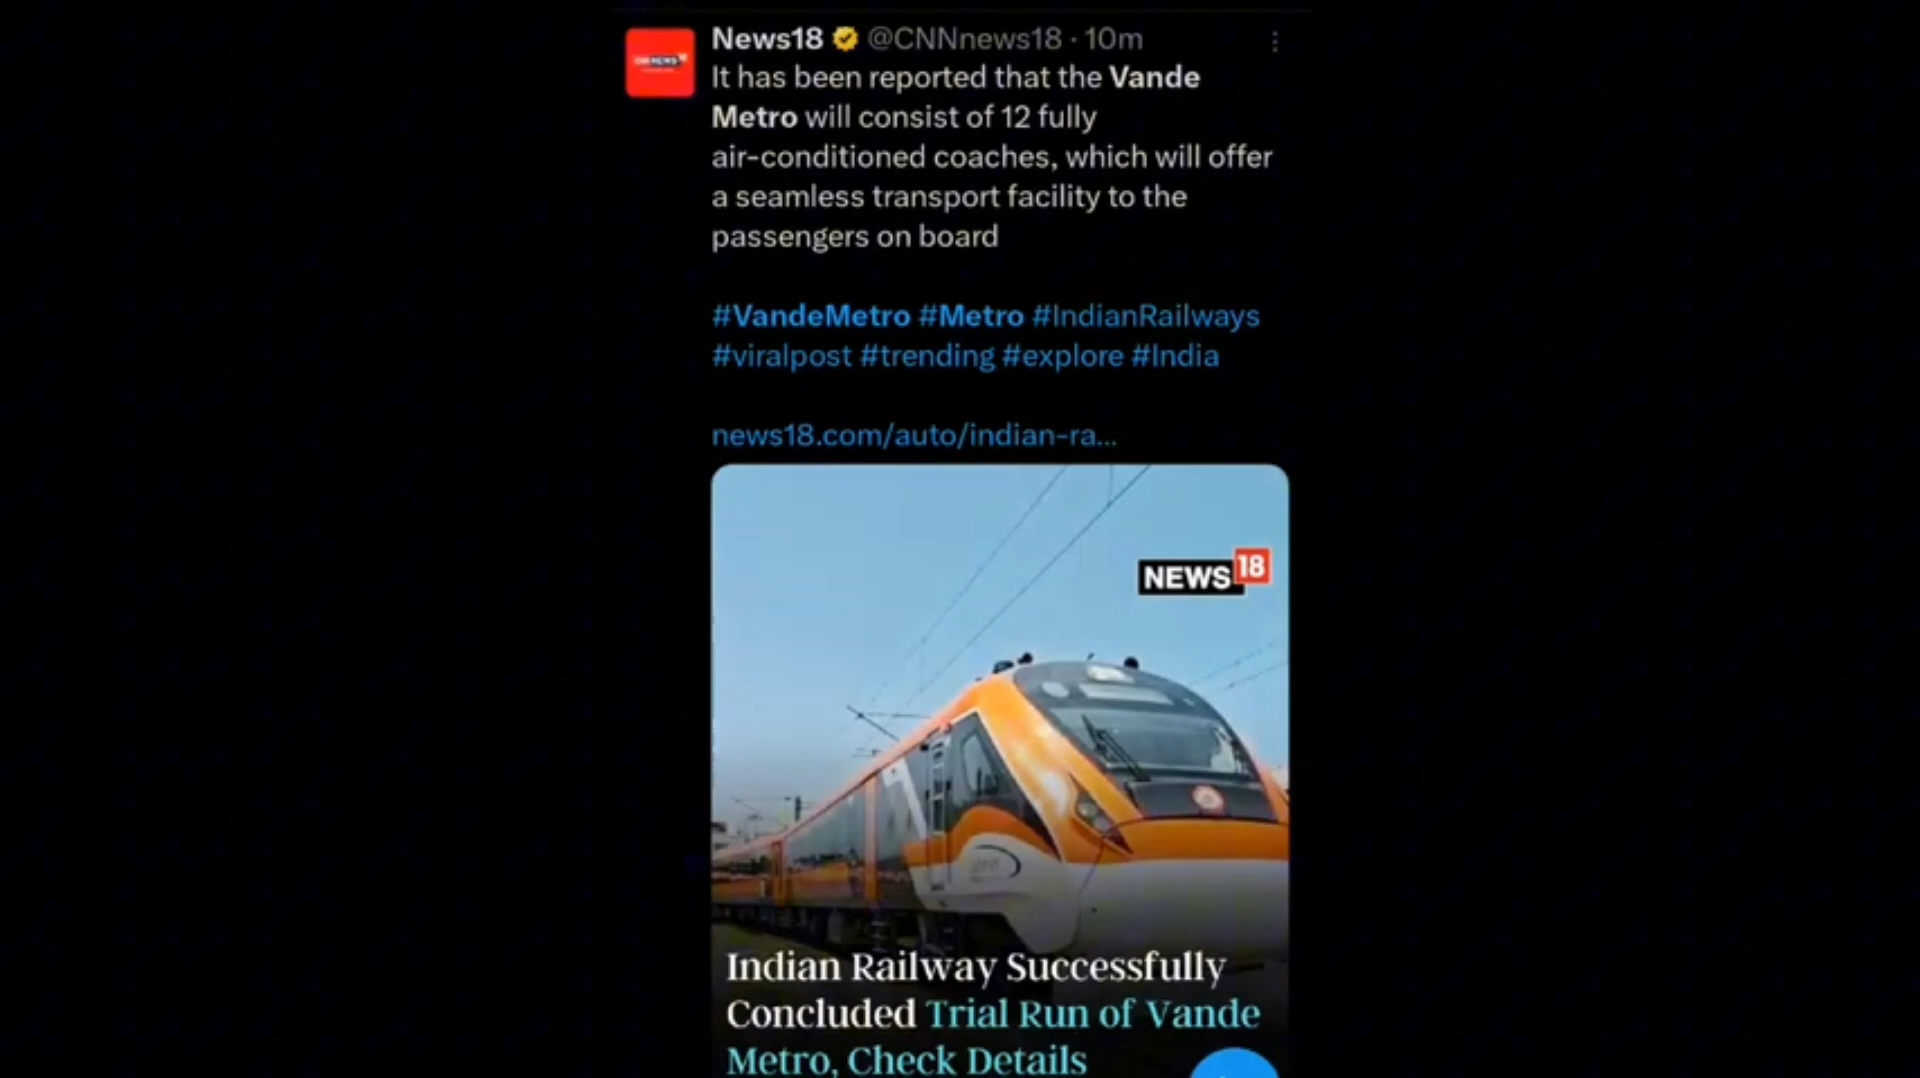 News18 @CNNnews18 · 10m
It has been reported that the Vande
Metro will consist of 12 fully
air-conditioned coaches, which will offer
a seamless transport facility to the
passengers on board
#VandeMetro #Metro #IndianRailways
#viralpost #trending #explore #India
news18.com/auto/indian-ra...
NEWS 18
Indian Railway Successfully
Concluded Trial Run of Vande
Metro, Check Details